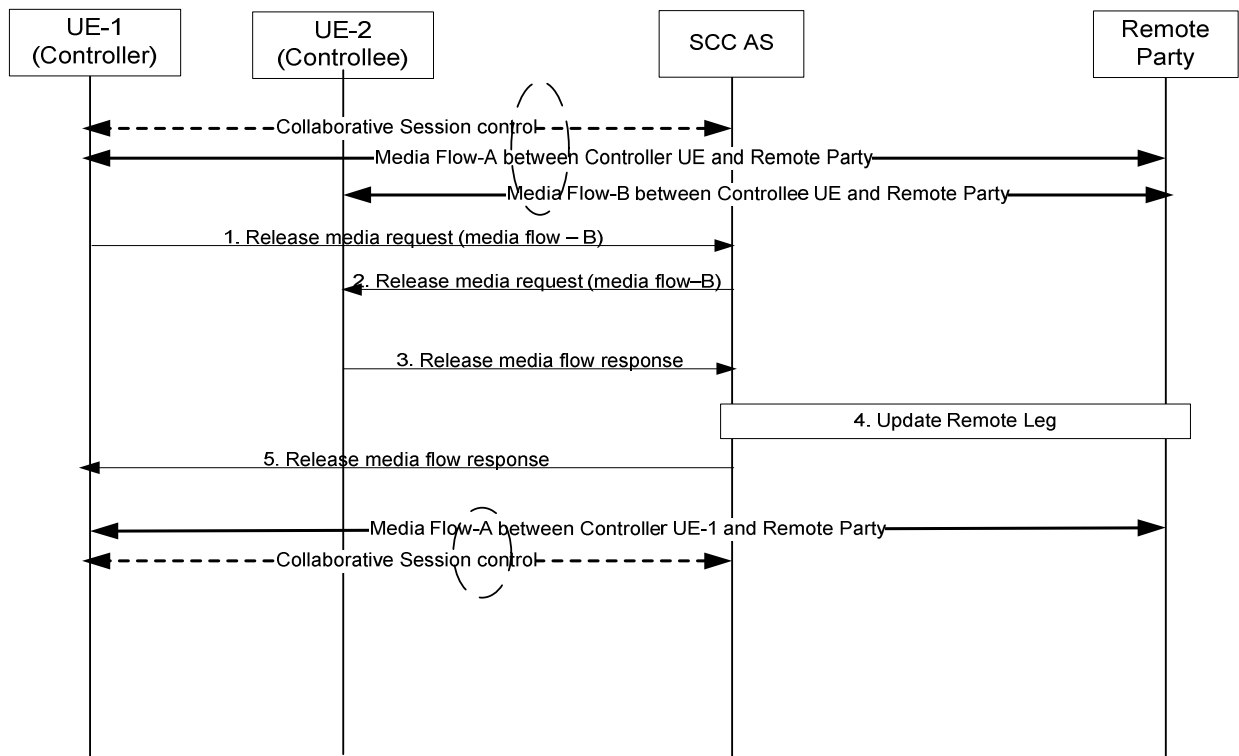 UE-1
(Controller)
UE-2
(Controllee)
SCC AS
Remote
Party
Collaborative Session control
Media Flow-A between Controller UE and Remote Party
Media Flow-B between Controllee UE and Remote Party
1. Release media request (media flow – B)
2. Release media request (media flow–B)
3. Release media flow response
4. Update Remote Leg
5. Release media flow response
Media Flow-A between Controller UE-1 and Remote Party
Collaborative Session control